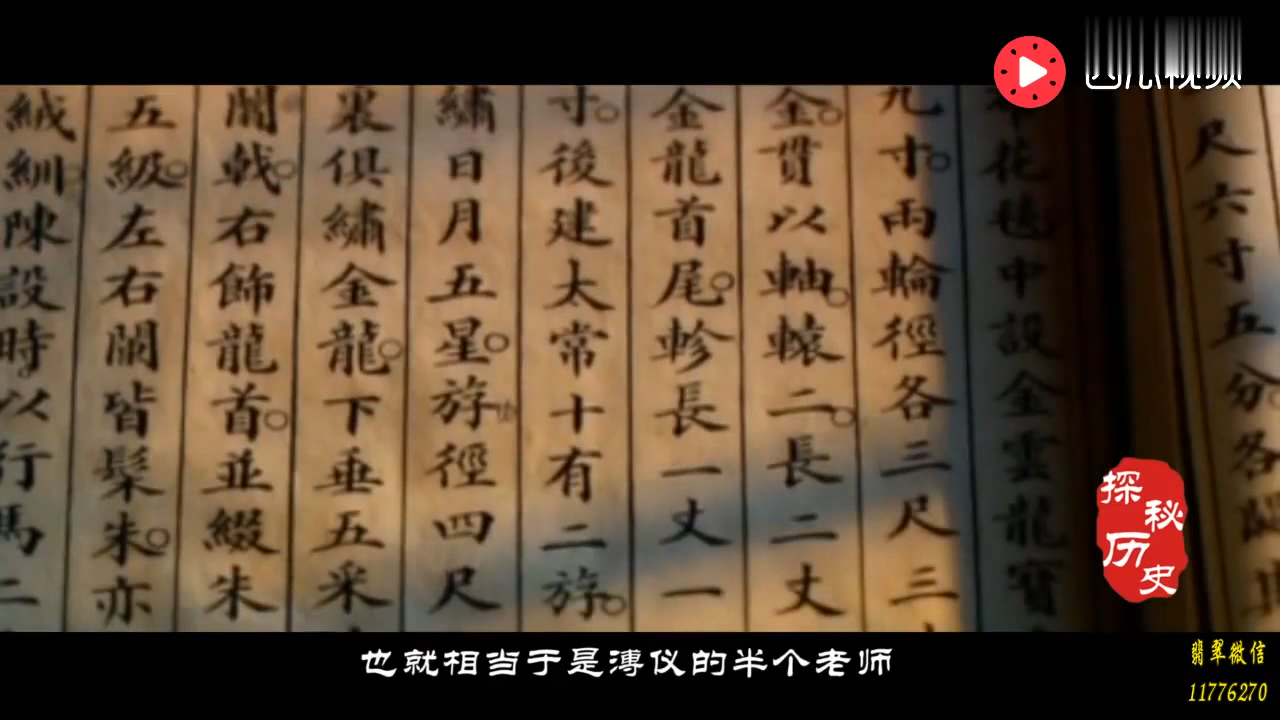 尺六寸五分各
花毯中設金雲龍寶
九寸兩輪徑各三尺三
金貫以軸轅二長二丈
金龍首尾軫長一丈一
寸後建太常十有二斿
繡日月五星斿徑四尺
裏俱繡金龍下垂五采
闟戟右飾龍首並綴朱
五級左右闌皆髹朱亦
絨紃陳設時以行馬二
探秘历史
也就相当于是溥仪的半个老师
翡翠微信
11776270